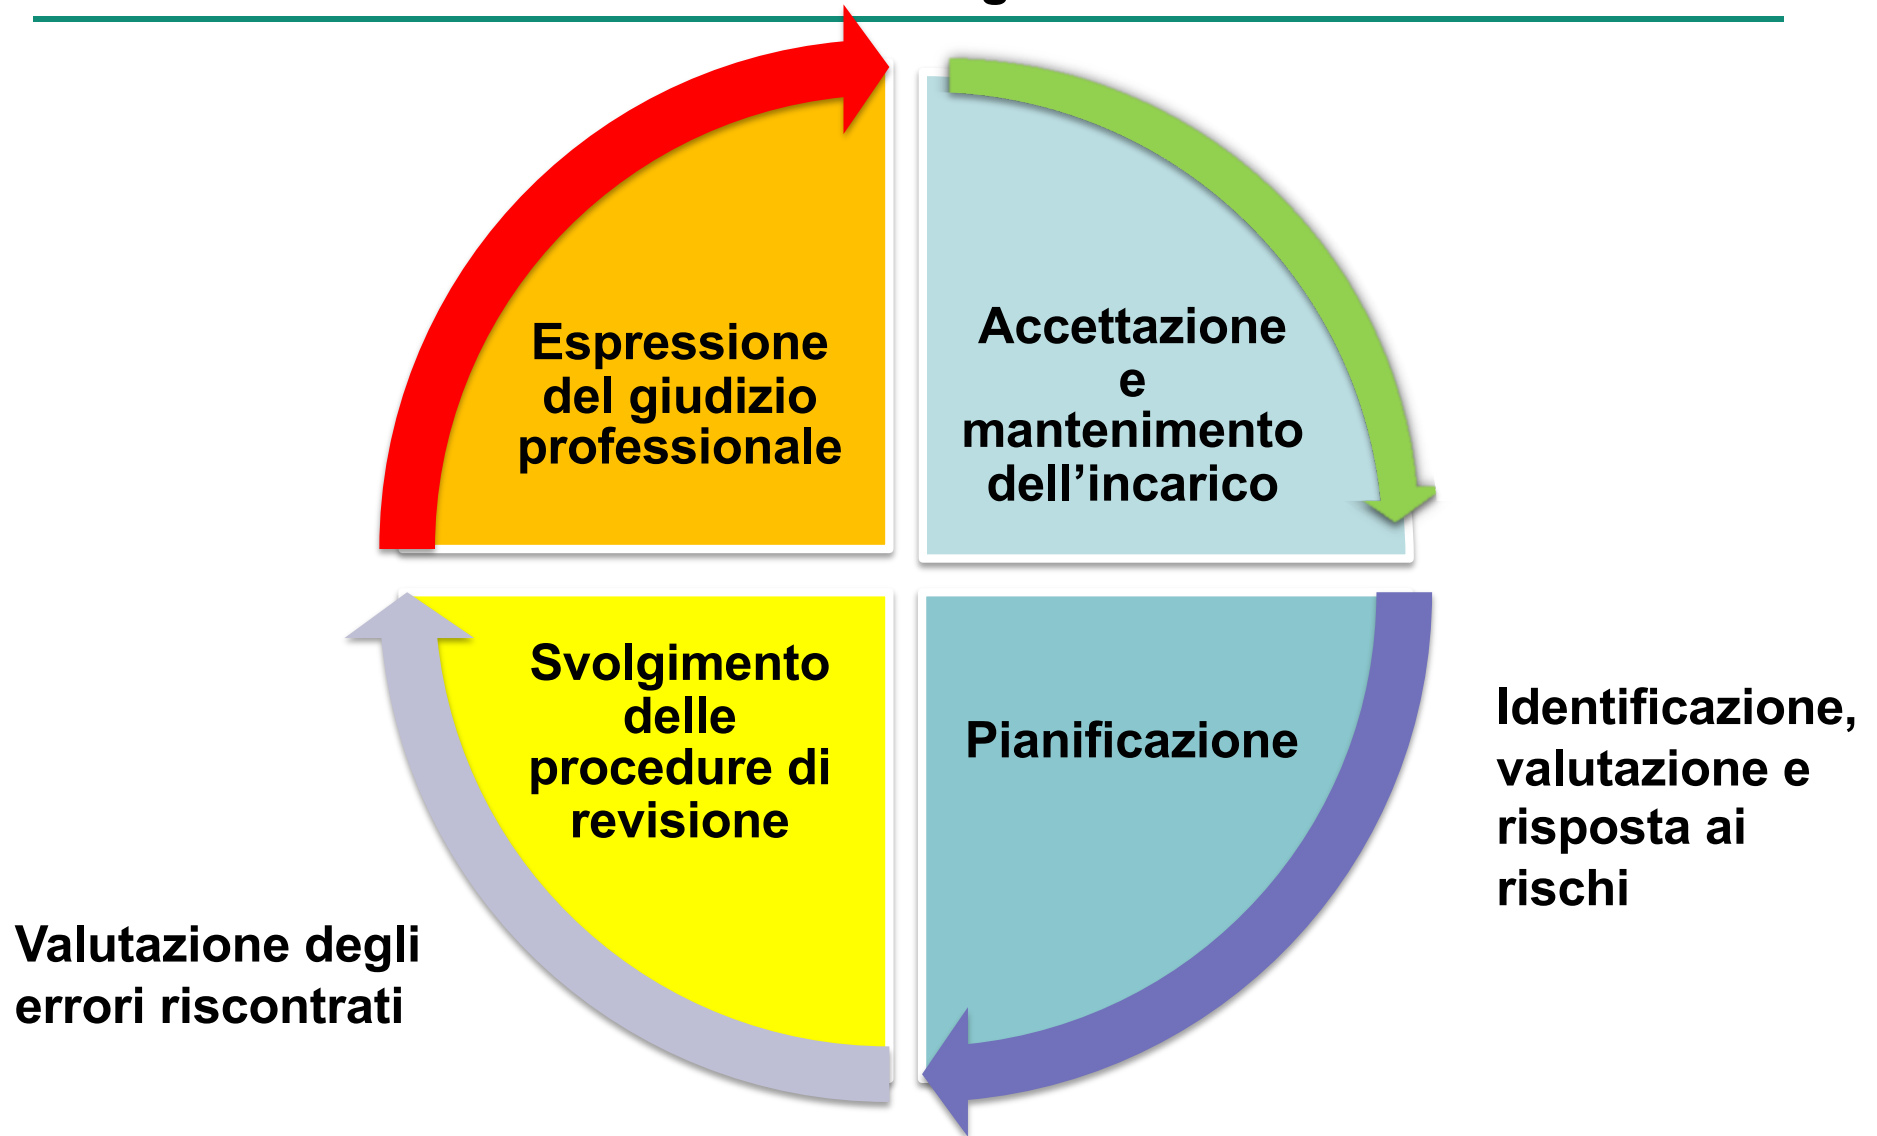 Espressione
del giudizio
professionale
Accettazione
e
mantenimento
dell’incarico
Svolgimento
delle
procedure di
revisione
Pianificazione
Identificazione,
valutazione e
risposta ai
rischi
Valutazione degli
errori riscontrati